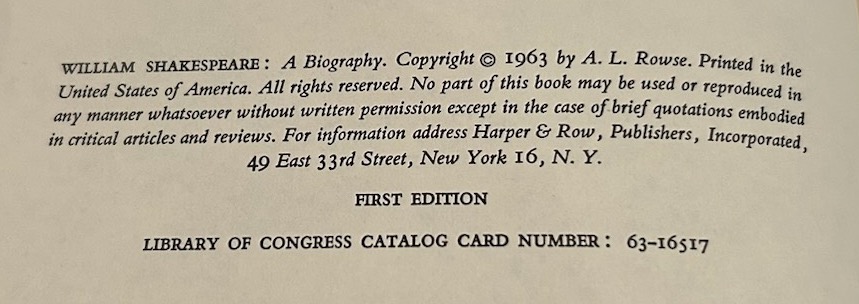 WILLIAM SHAKESPEARE: A Biography. Copyright © 1963 by A. L. Rowse. Printed in the
United States of America. All rights reserved. No part of this book may be used or reproduced in
any manner whatsoever without written permission except in the case of brief quotations embodied
in critical articles and reviews. For information address Harper & Row, Publishers, Incorporated,
49 East 33rd Street, New York 16, N. Y.
FIRST EDITION
LIBRARY OF CONGRESS CATALOG CARD NUMBER: 63-16517